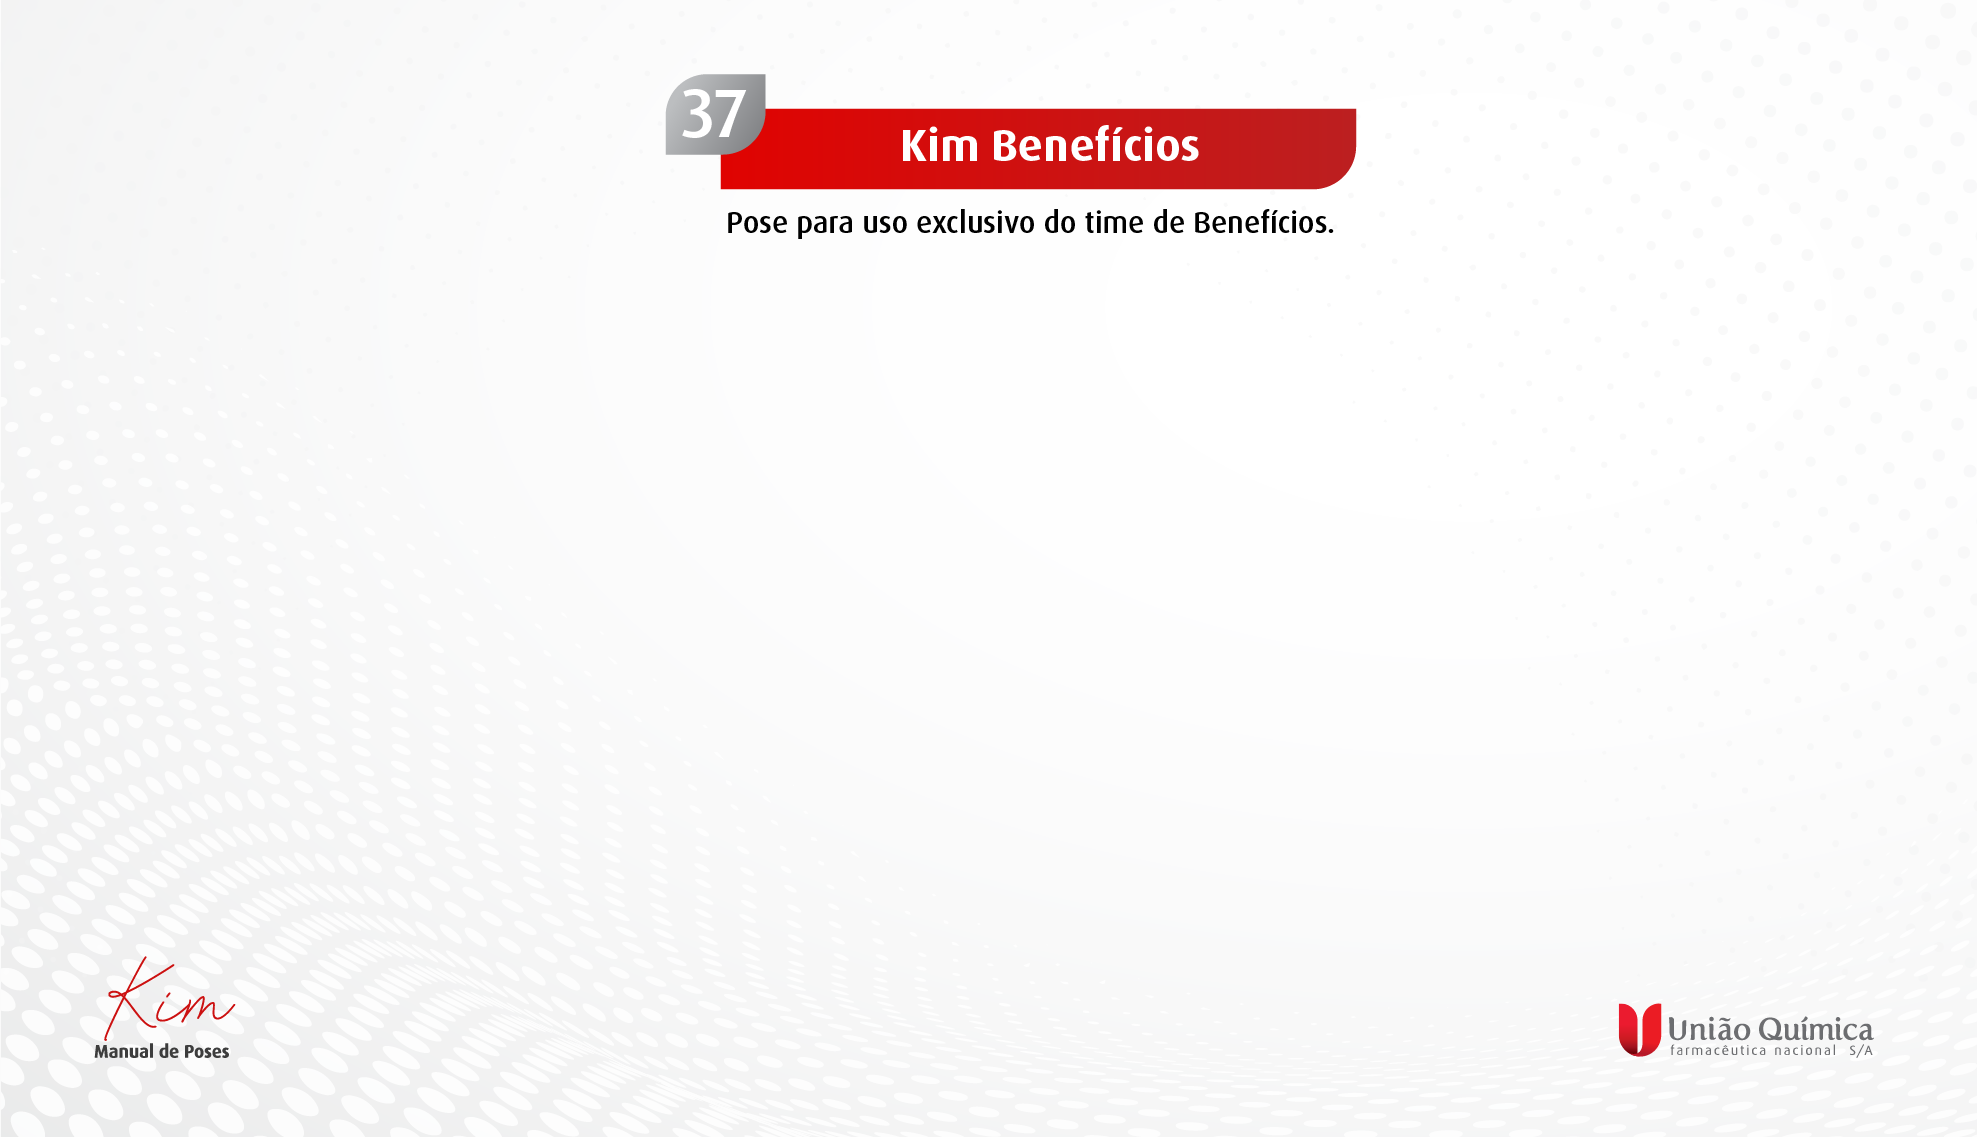 37
Kim Benefícios
Pose para uso exclusivo do time de Benefícios.
Kim
Manual de Poses
União Química
farmacêutica nacional S/A